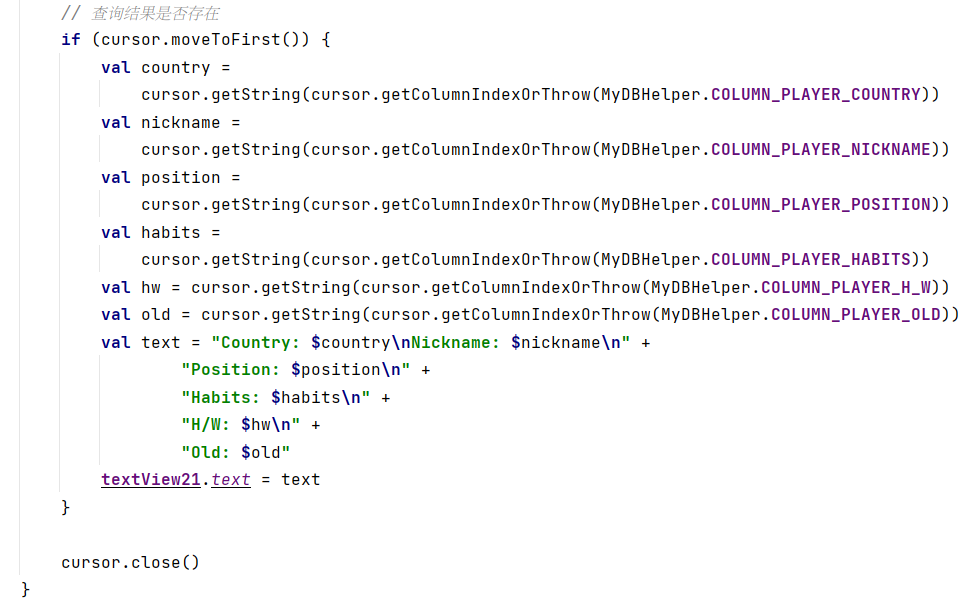 // 查询结果是否存在
if (cursor.moveToFirst()) {
val country =
cursor.getString(cursor.getColumnIndexOrThrow(MyDBHelper.COLUMN_PLAYER_COUNTRY))
val nickname =
cursor.getString(cursor.getColumnIndexOrThrow(MyDBHelper.COLUMN_PLAYER_NICKNAME))
val position =
cursor.getString(cursor.getColumnIndexOrThrow(MyDBHelper.COLUMN_PLAYER_POSITION))
val habits =
cursor.getString(cursor.getColumnIndexOrThrow(MyDBHelper.COLUMN_PLAYER_HABITS))
val hw = cursor.getString(cursor.getColumnIndexOrThrow(MyDBHelper.COLUMN_PLAYER_H_W))
val old = cursor.getString(cursor.getColumnIndexOrThrow(MyDBHelper.COLUMN_PLAYER_OLD))
val text = "Country: $country\nNickname: $nickname\n" +
"Position: $position\n" +
"Habits: $habits\n" +
"H/W: $hw\n" +
"Old: $old"
textView21.text = text
}
cursor.close()
}